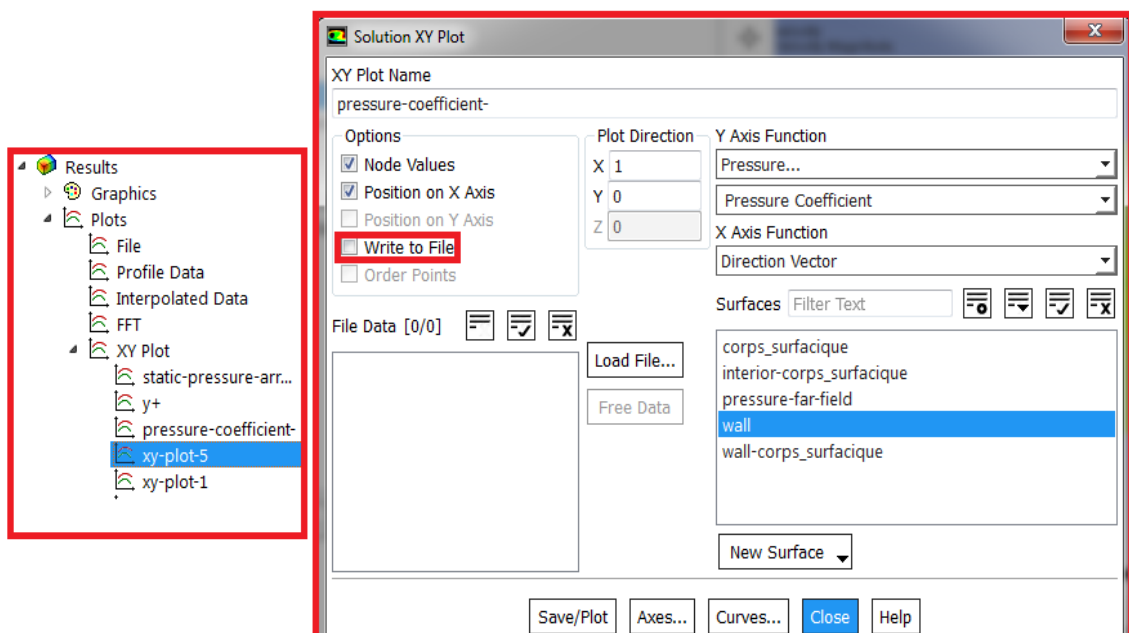 Results
Graphics
Plots
File
Profile Data
Interpolated Data
FFT
XY Plot
static-pressure-arr...
y+
pressure-coefficient-
xy-plot-5
xy-plot-1
Solution XY Plot
XY Plot Name
pressure-coefficient-
Options
Node Values
Position on X Axis
Position on Y Axis
Write to File
Order Points
Plot Direction
X 1
Y 0
Z 0
Y Axis Function
Pressure...
Pressure Coefficient
X Axis Function
Direction Vector
File Data [0/0]
Load File...
Free Data
Surfaces Filter Text
corps_surfacique
interior-corps_surfacique
pressure-far-field
wall
wall-corps_surfacique
New Surface
Save/Plot Axes... Curves... Close Help